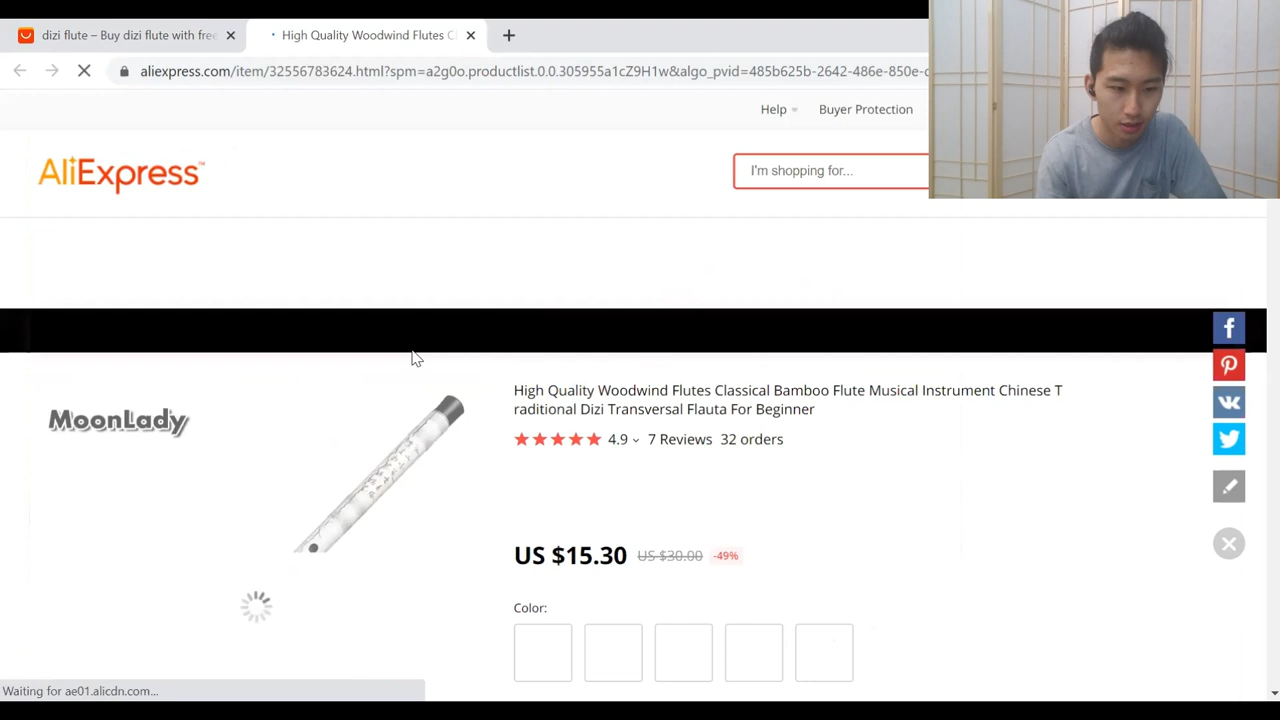 dizi flute – Buy dizi flute with free
High Quality Woodwind Flutes C
aliexpress.com/item/32556783624.html?spm=a2g0o.productlist.0.0.305955a1cZ9H1w&algo_pvid=485b625b-2642-486e-850e-
Help
Buyer Protection
AliExpress™
I'm shopping for...
MoonLady
High Quality Woodwind Flutes Classical Bamboo Flute Musical Instrument Chinese T
raditional Dizi Transversal Flauta For Beginner
4.9 7 Reviews 32 orders
US $15.30 US $30.00 -49%
Color:
Waiting for ae01.alicdn.com...